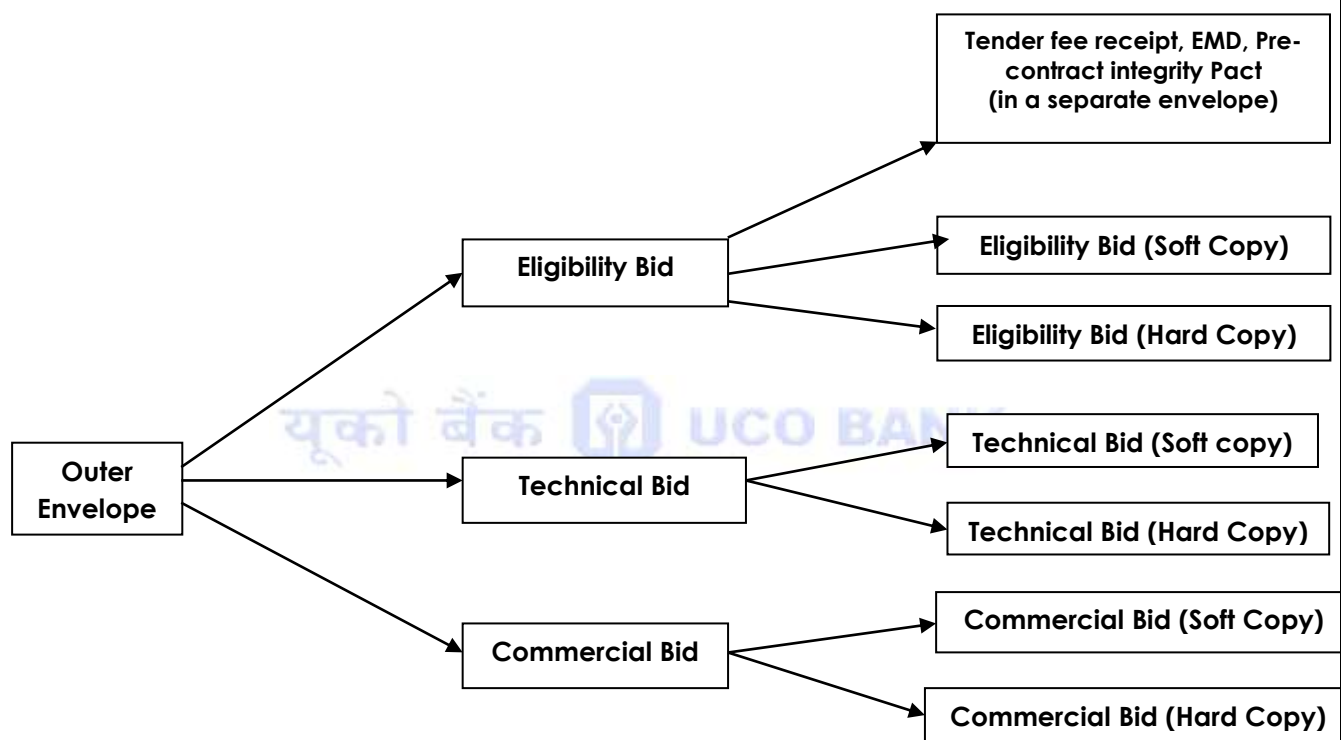 Tender fee receipt, EMD, Pre-
contract integrity Pact
(in a separate envelope)
Eligibility Bid
Eligibility Bid (Soft Copy)
Eligibility Bid (Hard Copy)
यूको बैंक UCO BANK
Outer
Envelope
Technical Bid
Technical Bid (Soft copy)
Technical Bid (Hard Copy)
Commercial Bid
Commercial Bid (Soft Copy)
Commercial Bid (Hard Copy)